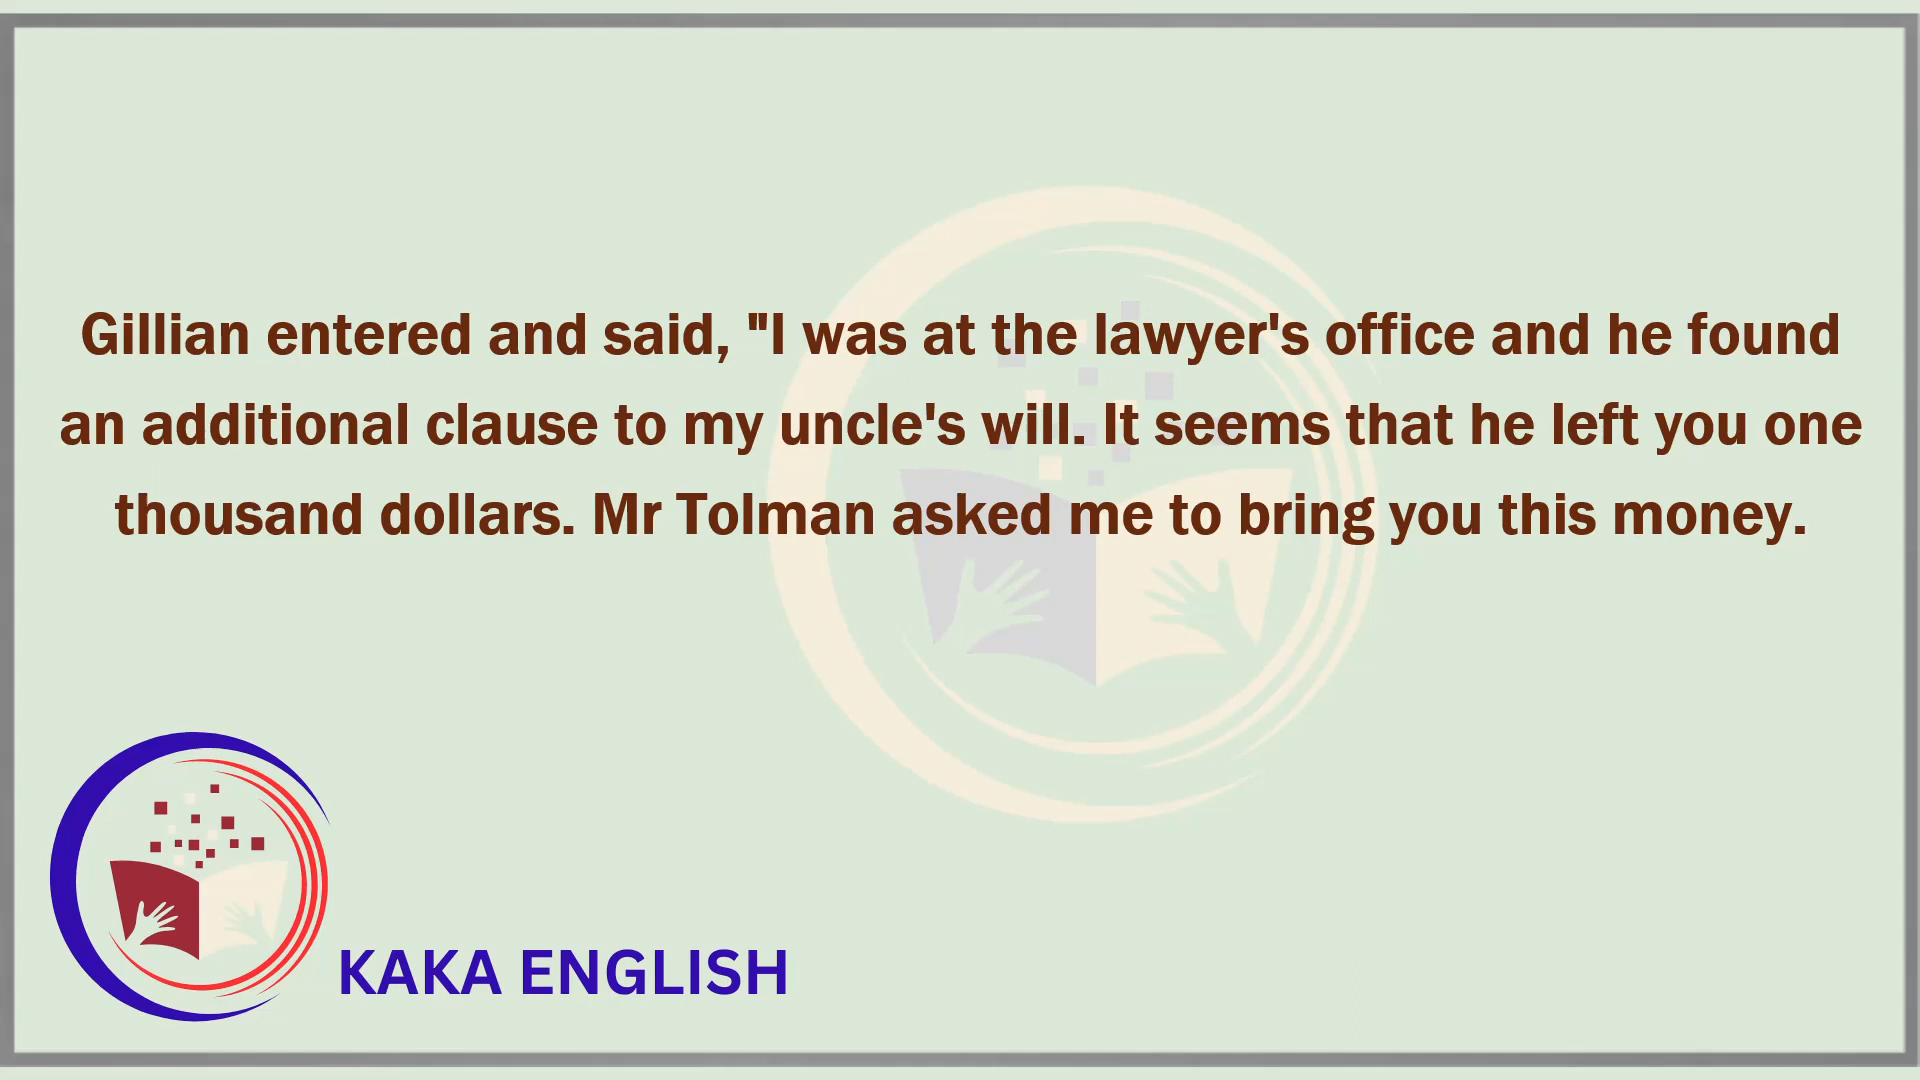 Gillian entered and said, "I was at the lawyer's office and he found
an additional clause to my uncle's will. It seems that he left you one
thousand dollars. Mr Tolman asked me to bring you this money.
KAKA ENGLISH